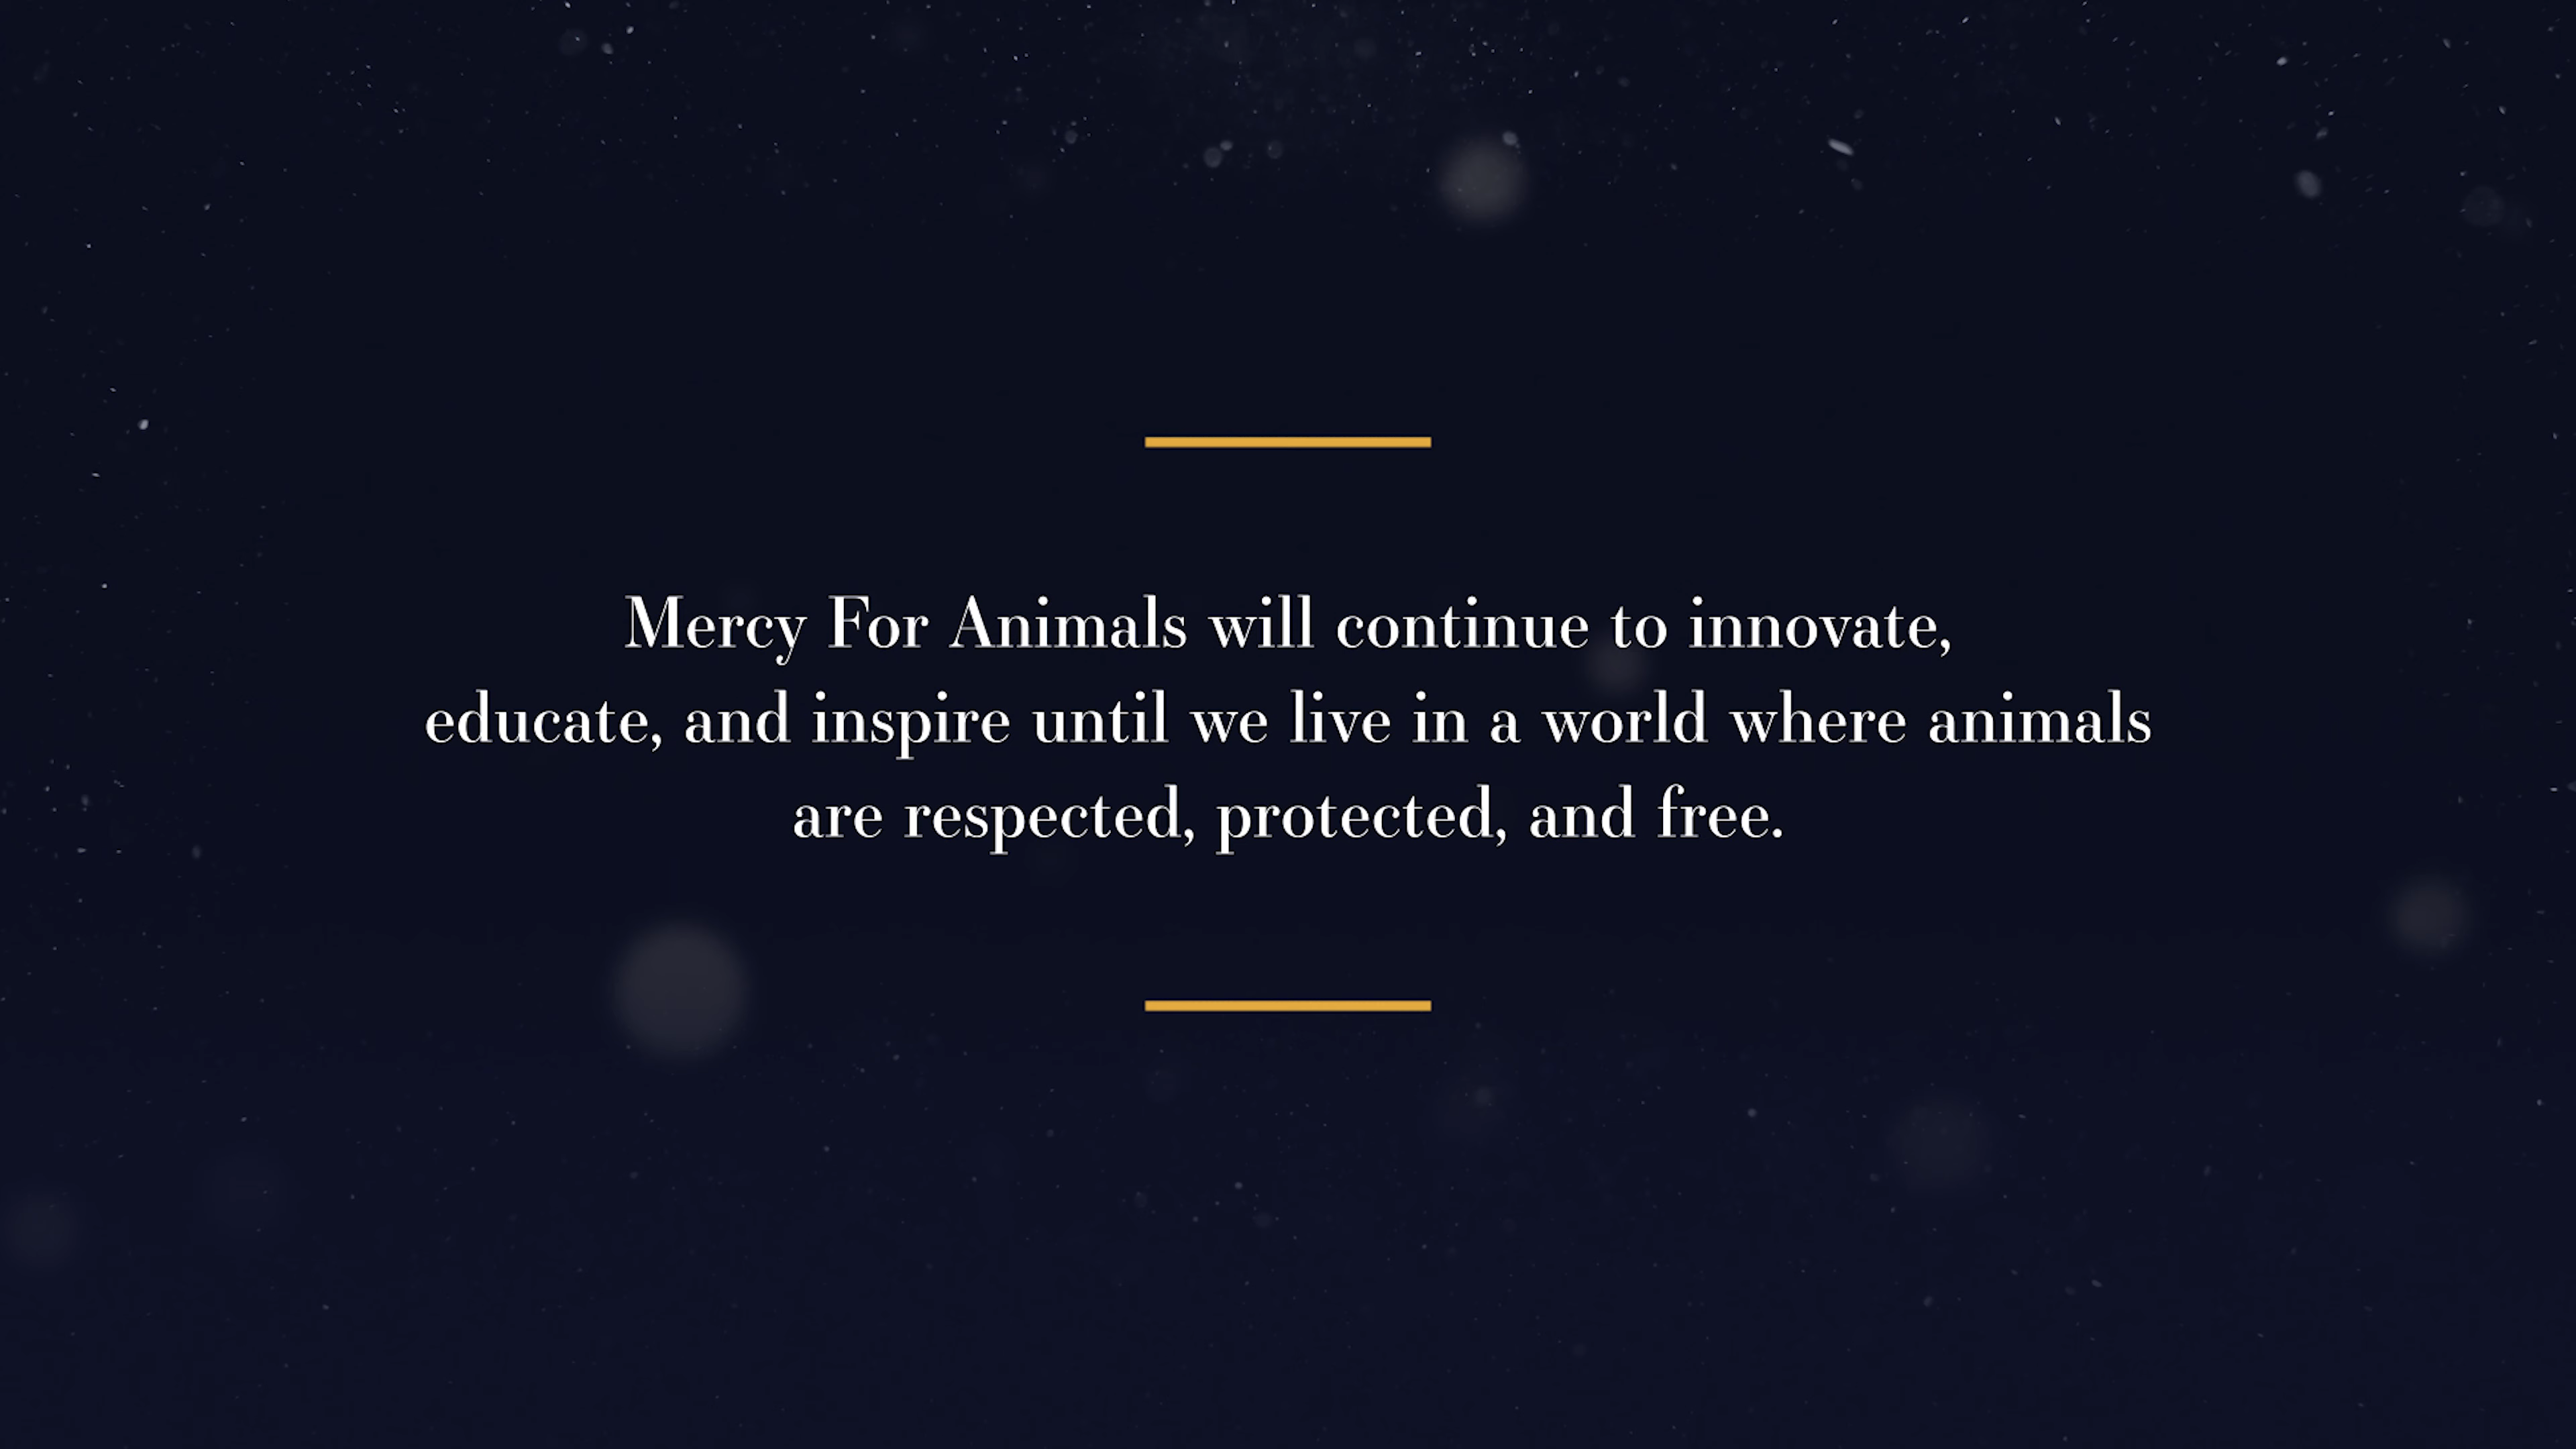 Mercy For Animals will continue to innovate,
educate, and inspire until we live in a world where animals
are respected, protected, and free.